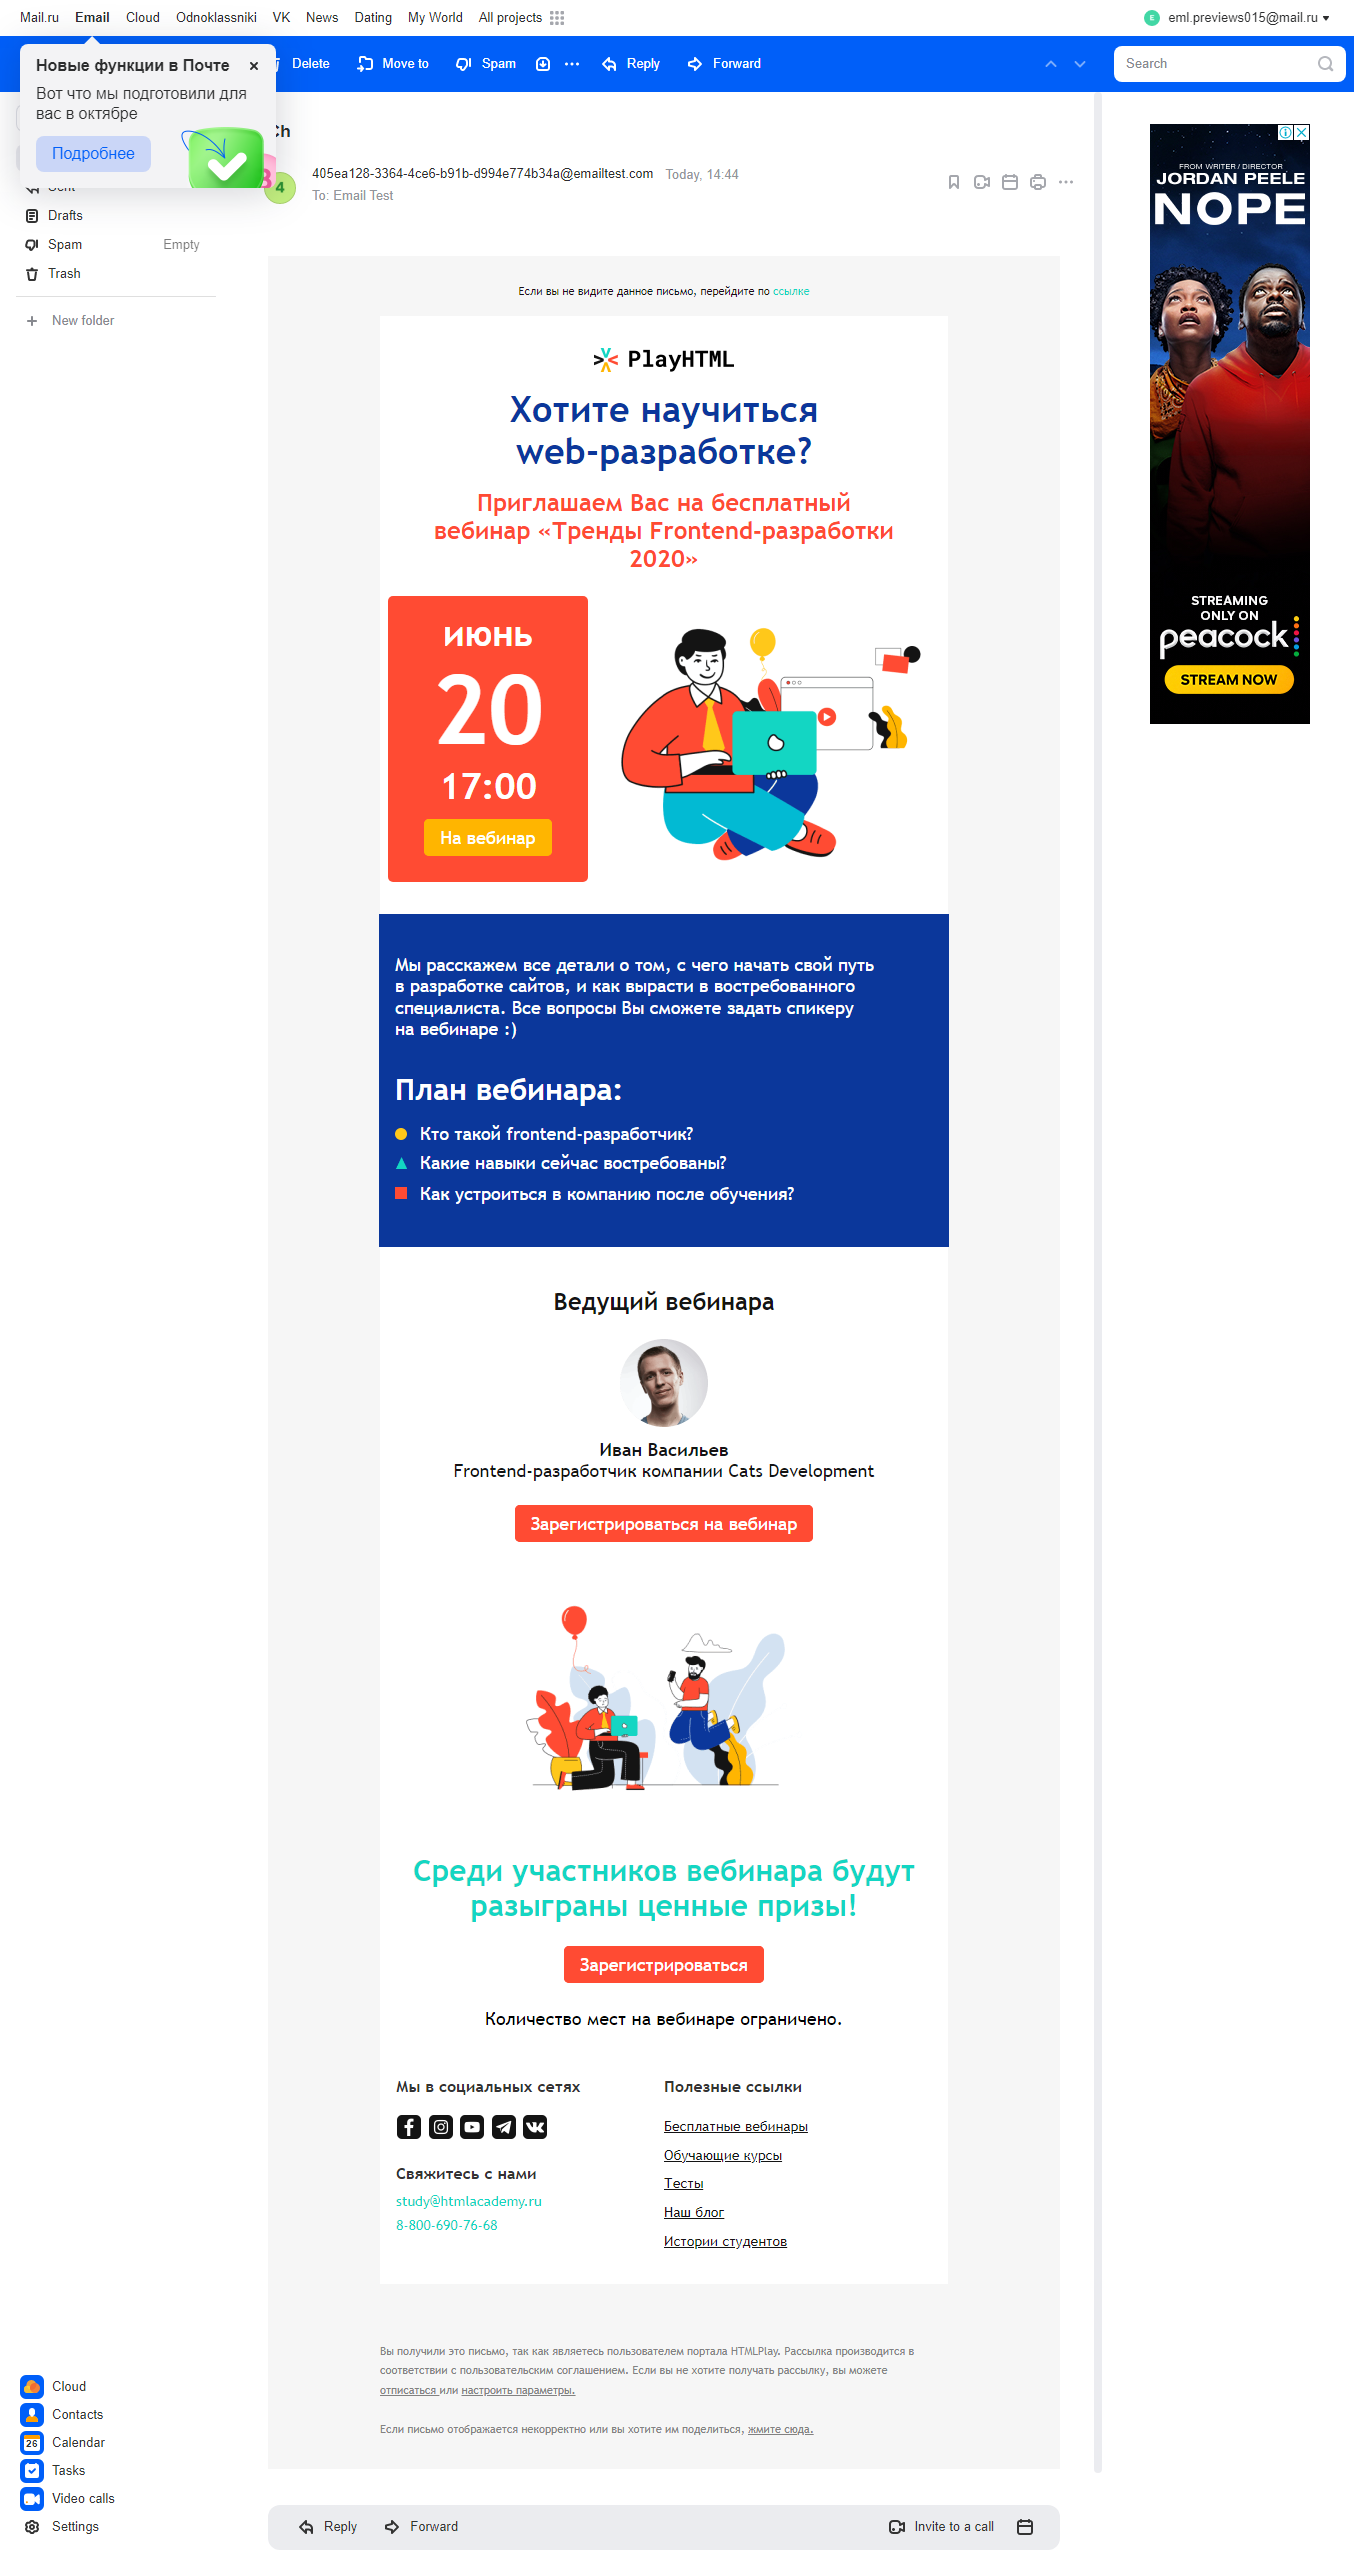 Mail.ru Email Cloud Odnoklassniki VK News Dating My World All projects
E eml.previews015@mail.ru
Новые функции в Почте
Вот что мы подготовили для
вас в октябре
Подробнее
Delete Move to Spam Reply Forward
Search
Ch
4
405ea128-3364-4ce6-b91b-d994e774b34a@emailtest.com Today, 14:44
To: Email Test
Sent
Drafts
Spam Empty
Trash
New folder
Если вы не видите данное письмо, перейдите по ссылке
PlayHTML
Хотите научиться
web-разработке?
Приглашаем Вас на бесплатный
вебинар «Тренды Frontend-разработки
2020»
июнь
20
17:00
На вебинар
Мы расскажем все детали о том, с чего начать свой путь
в разработке сайтов, и как вырасти в востребованного
специалиста. Все вопросы Вы сможете задать спикеру
на вебинаре :)
План вебинара:
Кто такой frontend-разработчик?
Какие навыки сейчас востребованы?
Как устроиться в компанию после обучения?
Ведущий вебинара
Иван Васильев
Frontend-разработчик компании Cats Development
Зарегистрироваться на вебинар
Среди участников вебинара будут
разыграны ценные призы!
Зарегистрироваться
Количество мест на вебинаре ограничено.
Мы в социальных сетях
Свяжитесь с нами
study@htmlacademy.ru
8-800-690-76-68
Полезные ссылки
Бесплатные вебинары
Обучающие курсы
Тесты
Наш блог
Истории студентов
Вы получили это письмо, так как являетесь пользователем портала HTMLPlay. Рассылка производится в
соответствии с пользовательским соглашением. Если вы не хотите получать рассылку, вы можете
отписаться или настроить параметры.
Если письмо отображается некорректно или вы хотите им поделиться, жмите сюда.
Cloud
Contacts
26 Calendar
Tasks
Video calls
Settings
Reply Forward Invite to a call
FROM WRITER / DIRECTOR
JORDAN PEELE
NOPE
STREAMING
ONLY ON
peacock
STREAM NOW